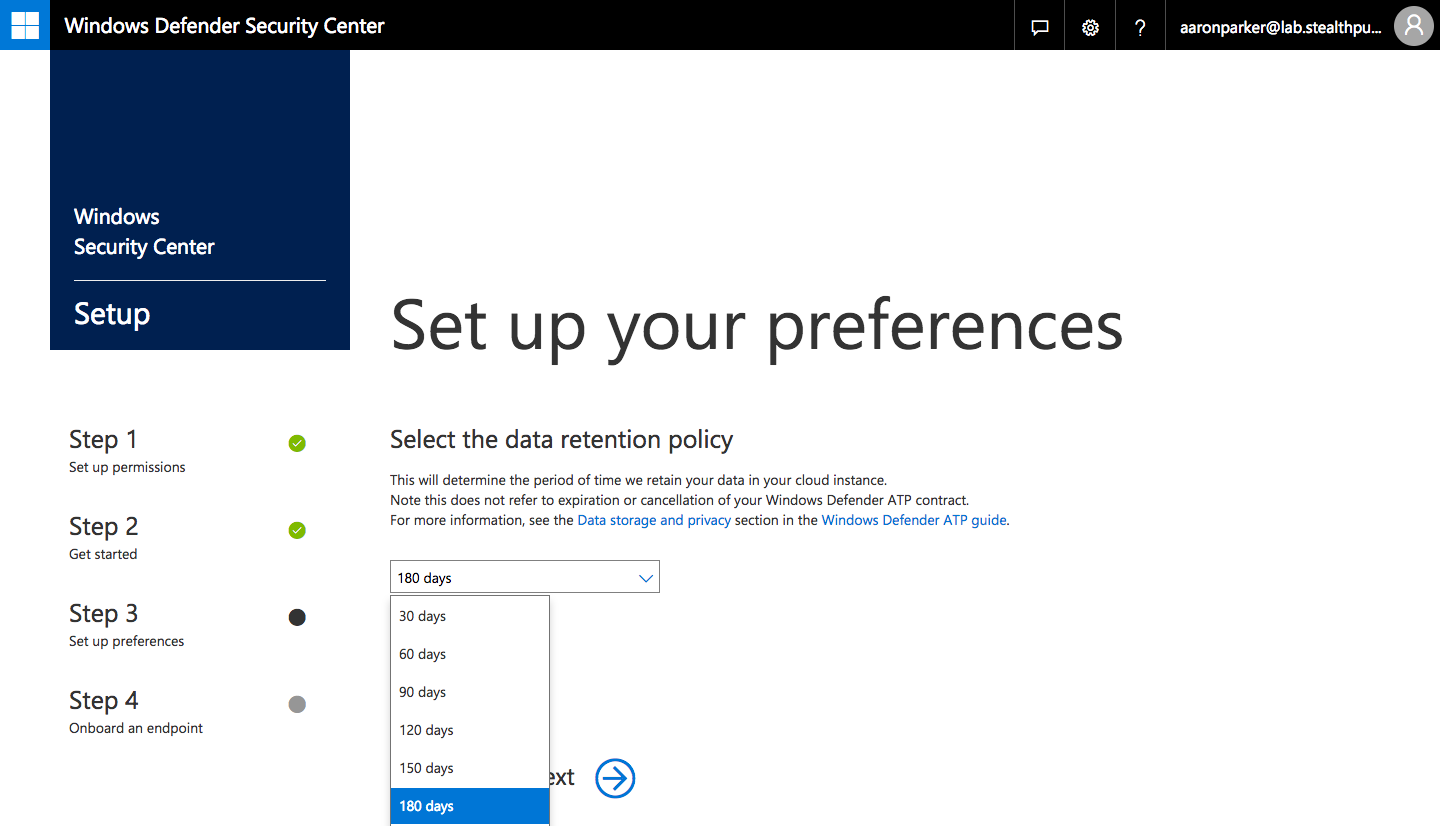 Windows Defender Security Center
?
aaronparker@lab.stealthpu...
Windows
Security Center
Setup
Set up your preferences
Step 1
Set up permissions
Step 2
Get started
Step 3
Set up preferences
Step 4
Onboard an endpoint
Select the data retention policy
This will determine the period of time we retain your data in your cloud instance.
Note this does not refer to expiration or cancellation of your Windows Defender ATP contract.
For more information, see the Data storage and privacy section in the Windows Defender ATP guide.
180 days
30 days
60 days
90 days
120 days
150 days
ext
180 days